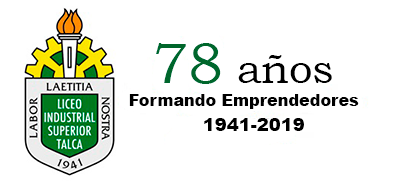 LABOR LAETITIA NOSTRA
LICEO
INDUSTRIAL
SUPERIOR
TALCA
1941
78 años
Formando Emprendedores
1941-2019